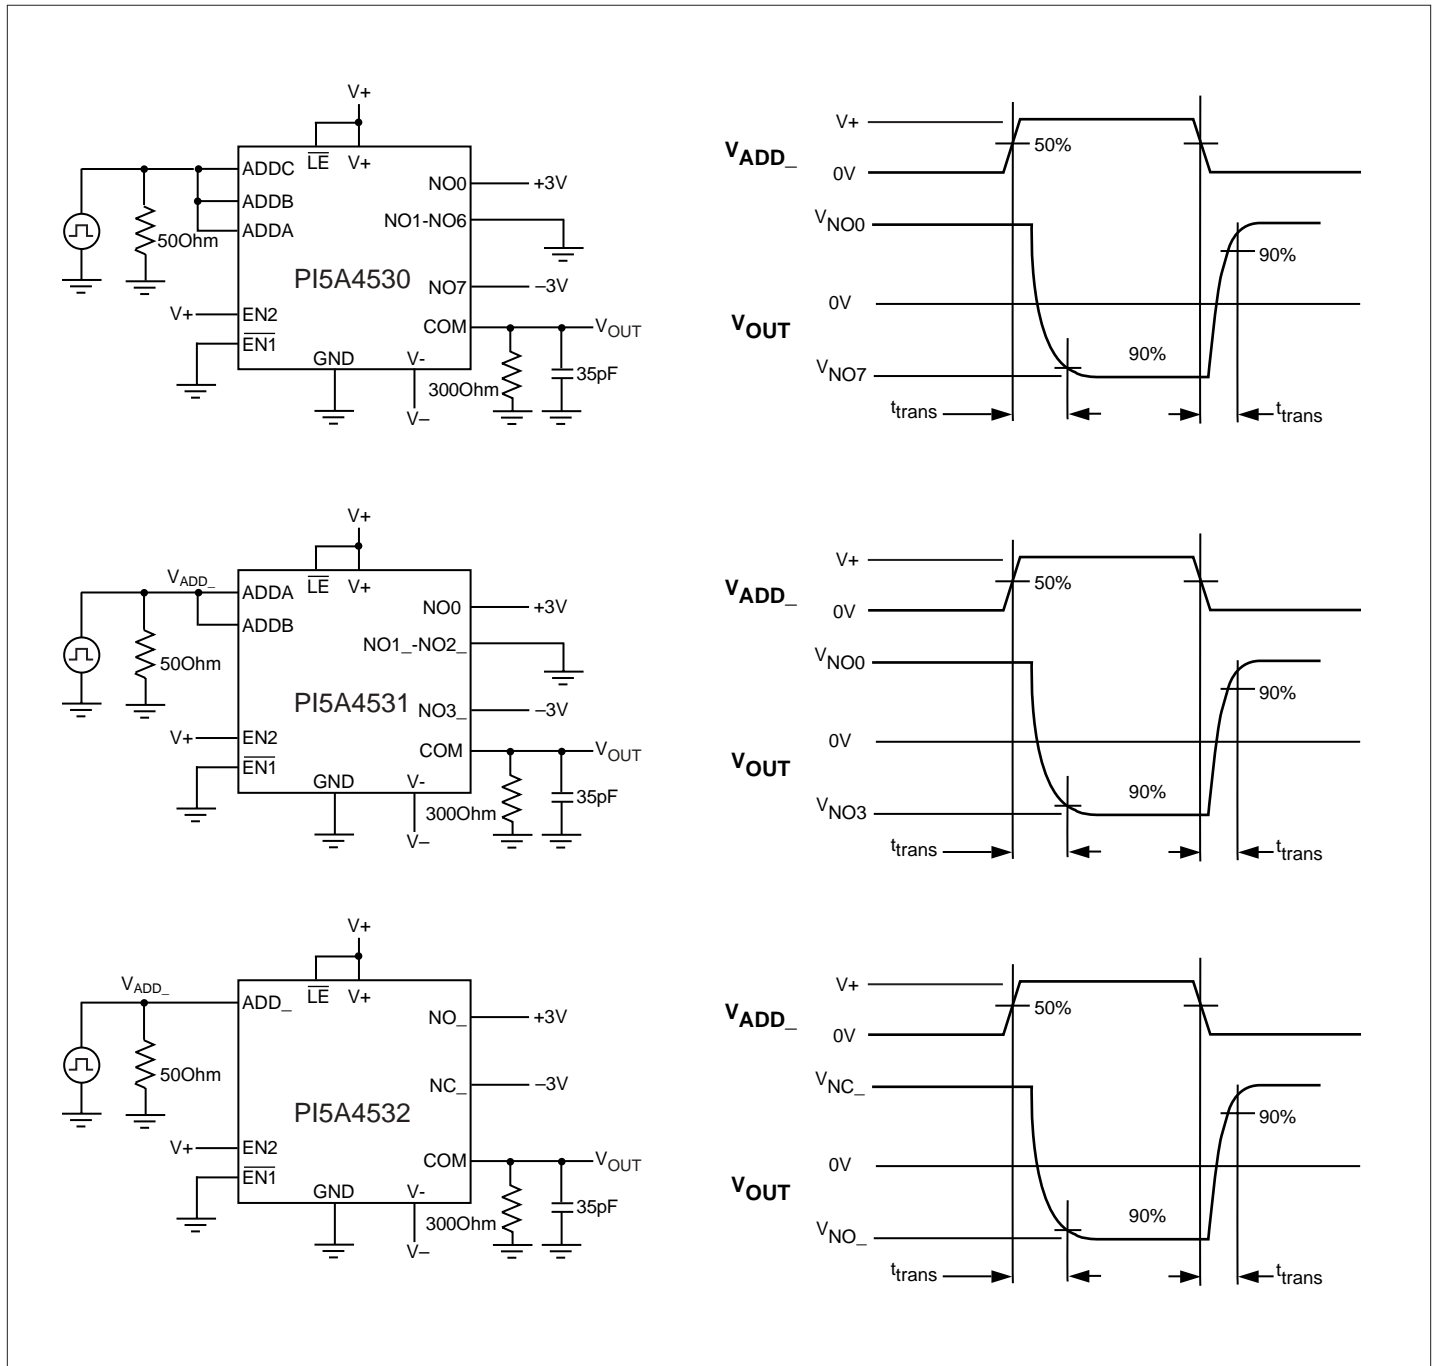 V+
LE V+
ADDC
ADDB
ADDA
50Ohm
NO0 +3V
NO1-NO6
PI5A4530
NO7 –3V
V+ EN2
EN1
COM VOUT
GND V-
300Ohm 35pF
V–
VADD_
V+
50%
0V
VNO0
90%
0V
VOUT
90%
VNO7
ttrans ttrans
V+
LE V+
VADD_
ADDA
ADDB
50Ohm
NO0 +3V
NO1_-NO2_
PI5A4531
NO3_ –3V
V+ EN2
EN1
COM VOUT
GND V-
300Ohm 35pF
V–
VADD_
V+
50%
0V
VNO0
90%
0V
VOUT
90%
VNO3
ttrans ttrans
V+
LE V+
VADD_
ADD_
50Ohm
NO_ +3V
NC_ –3V
PI5A4532
V+ EN2
EN1
COM VOUT
GND V-
300Ohm 35pF
V–
VADD_
V+
50%
0V
VNC_
90%
0V
VOUT
90%
VNO_
ttrans ttrans